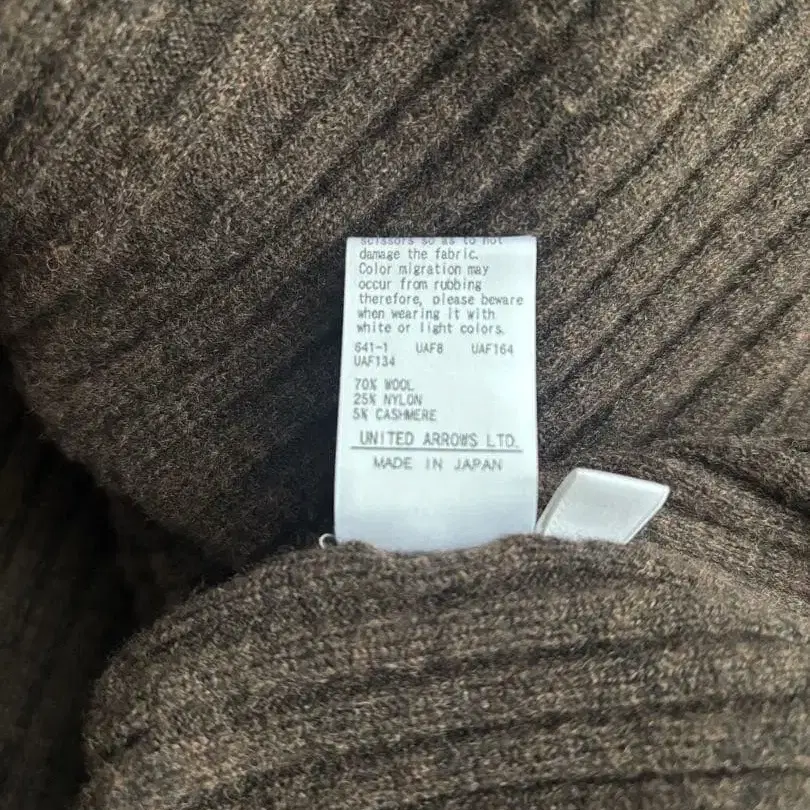 scissors so as to not
damage the fabric.
Color migration may
occur from rubbing
therefore, please beware
when wearing it with
white or light colors.
641-1 UAF8 UAF164
UAF134
70% WOOL
25% NYLON
5% CASHMERE
UNITED ARROWS LTD.
MADE IN JAPAN